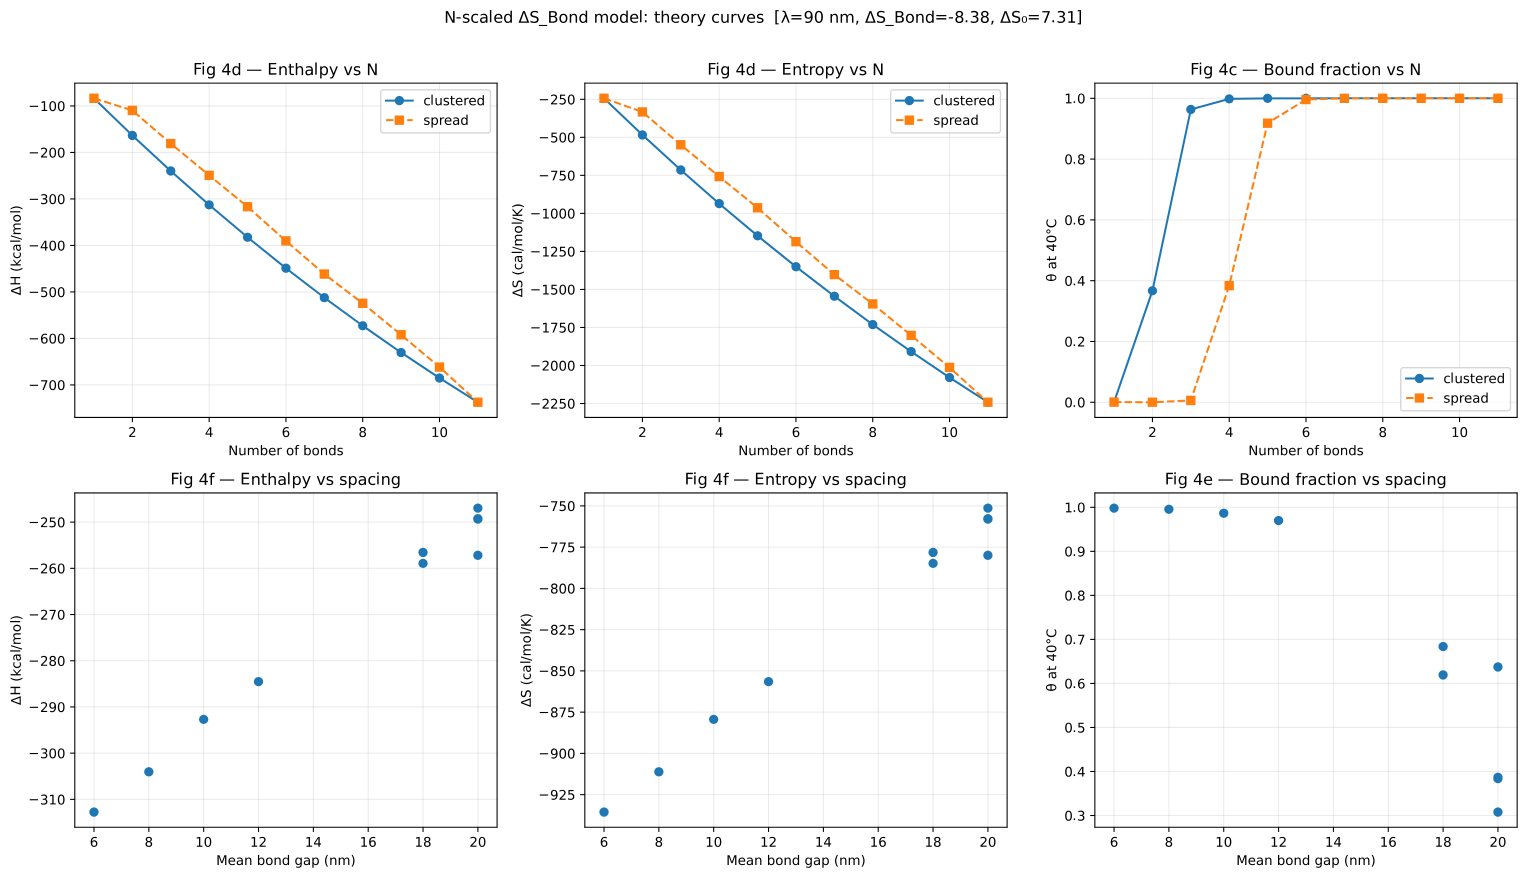 N-scaled ΔS_Bond model: theory curves  [λ=90 nm, ΔS_Bond=-8.38, ΔS₀=7.31]
Fig 4d — Enthalpy vs N
ΔH (kcal/mol)
−100
−200
−300
−400
−500
−600
−700
clustered
spread
2 4 6 8 10
Number of bonds
Fig 4d — Entropy vs N
ΔS (cal/mol/K)
−250
−500
−750
−1000
−1250
−1500
−1750
−2000
−2250
clustered
spread
2 4 6 8 10
Number of bonds
Fig 4c — Bound fraction vs N
θ at 40°C
1.0
0.8
0.6
0.4
0.2
0.0
clustered
spread
2 4 6 8 10
Number of bonds
Fig 4f — Enthalpy vs spacing
ΔH (kcal/mol)
−250
−260
−270
−280
−290
−300
−310
6 8 10 12 14 16 18 20
Mean bond gap (nm)
Fig 4f — Entropy vs spacing
ΔS (cal/mol/K)
−750
−775
−800
−825
−850
−875
−900
−925
6 8 10 12 14 16 18 20
Mean bond gap (nm)
Fig 4e — Bound fraction vs spacing
θ at 40°C
1.0
0.9
0.8
0.7
0.6
0.5
0.4
0.3
6 8 10 12 14 16 18 20
Mean bond gap (nm)